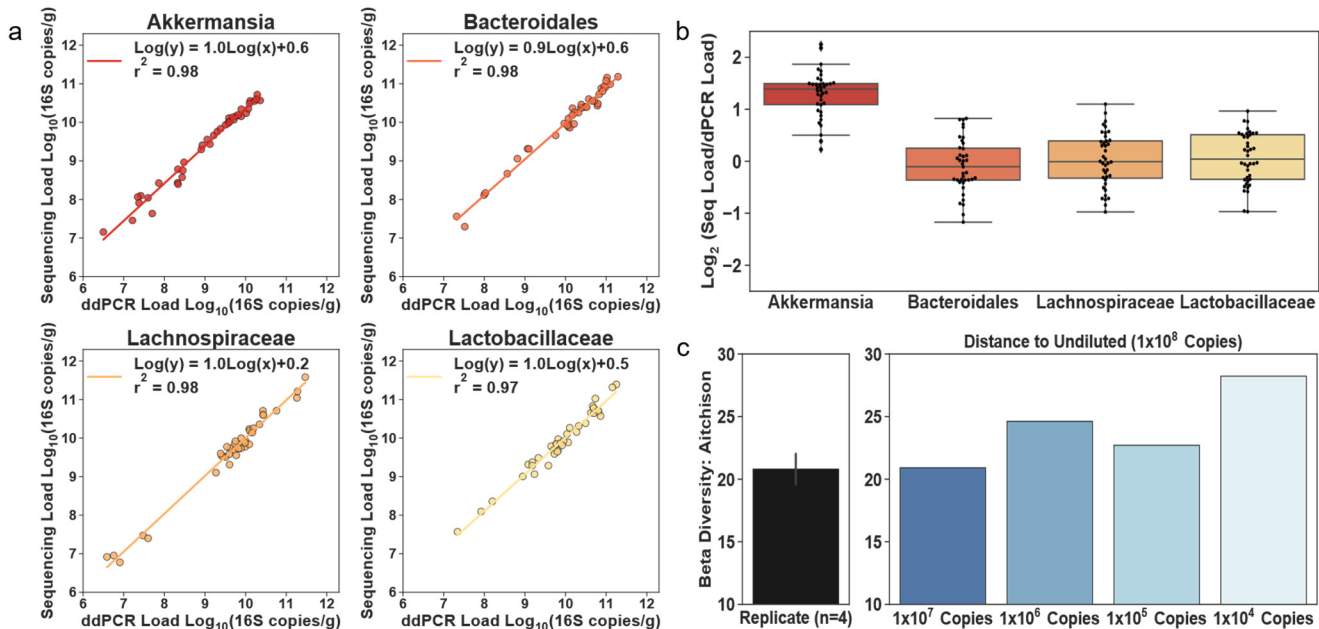 a
Akkermansia
Log(y) = 1.0Log(x)+0.6
r² = 0.98
Sequencing Load Log₁₀(16S copies/g)
12
11
10
9
8
7
6
6 7 8 9 10 11 12
ddPCR Load Log₁₀(16S copies/g)
Bacteroidales
Log(y) = 0.9Log(x)+0.6
r² = 0.98
Sequencing Load Log₁₀(16S copies/g)
12
11
10
9
8
7
6
6 7 8 9 10 11 12
ddPCR Load Log₁₀(16S copies/g)
Lachnospiraceae
Log(y) = 1.0Log(x)+0.2
r² = 0.98
Sequencing Load Log₁₀(16S copies/g)
12
11
10
9
8
7
6
6 7 8 9 10 11 12
ddPCR Load Log₁₀(16S copies/g)
Lactobacillaceae
Log(y) = 1.0Log(x)+0.5
r² = 0.97
Sequencing Load Log₁₀(16S copies/g)
12
11
10
9
8
7
6
6 7 8 9 10 11 12
ddPCR Load Log₁₀(16S copies/g)
b
Log₂ (Seq Load/dPCR Load)
2
1
0
−1
−2
Akkermansia Bacteroidales Lachnospiraceae Lactobacillaceae
c
Beta Diversity: Aitchison
30
25
20
15
10
Replicate (n=4)
Distance to Undiluted (1x10⁸ Copies)
30
25
20
15
10
1x10⁷ Copies 1x10⁶ Copies 1x10⁵ Copies 1x10⁴ Copies